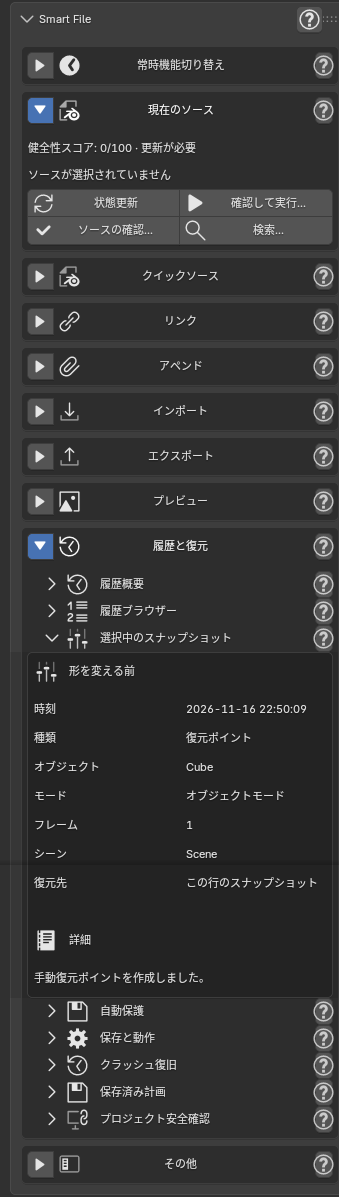 Smart File
常時機能切り替え
現在のソース
健全性スコア: 0/100 · 更新が必要
ソースが選択されていません
状態更新 確認して実行...
ソースの確認... 検索...
クイックソース
リンク
アペンド
インポート
エクスポート
プレビュー
履歴と復元
履歴概要
履歴ブラウザー
選択中のスナップショット
形を変える前
時刻 2026-11-16 22:50:09
種類 復元ポイント
オブジェクト Cube
モード オブジェクトモード
フレーム 1
シーン Scene
復元先 この行のスナップショット
詳細
手動復元ポイントを作成しました。
自動保護
保存と動作
クラッシュ復旧
保存済み計画
プロジェクト安全確認
その他